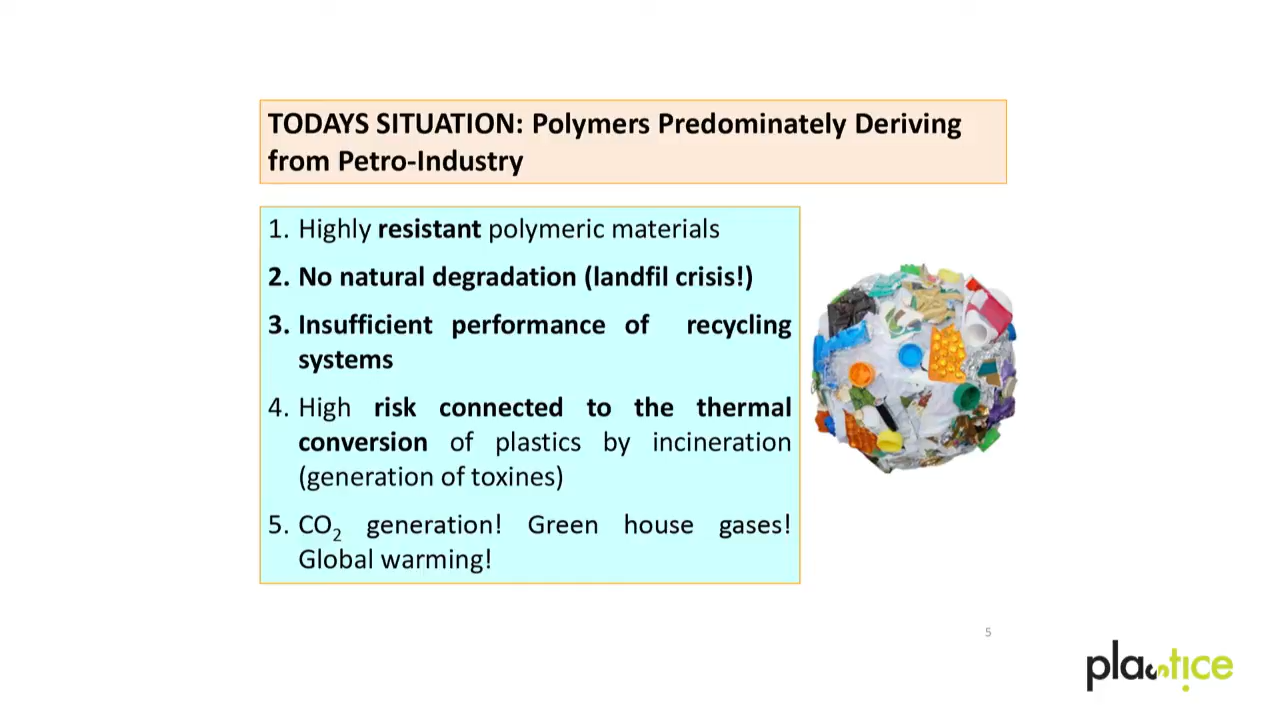 TODAYS SITUATION: Polymers Predominately Deriving
from Petro-Industry
1. Highly resistant polymeric materials
2. No natural degradation (landfil crisis!)
3. Insufficient performance of recycling
systems
4. High risk connected to the thermal
conversion of plastics by incineration
(generation of toxines)
5. CO2 generation! Green house gases!
Global warming!
5
plastice